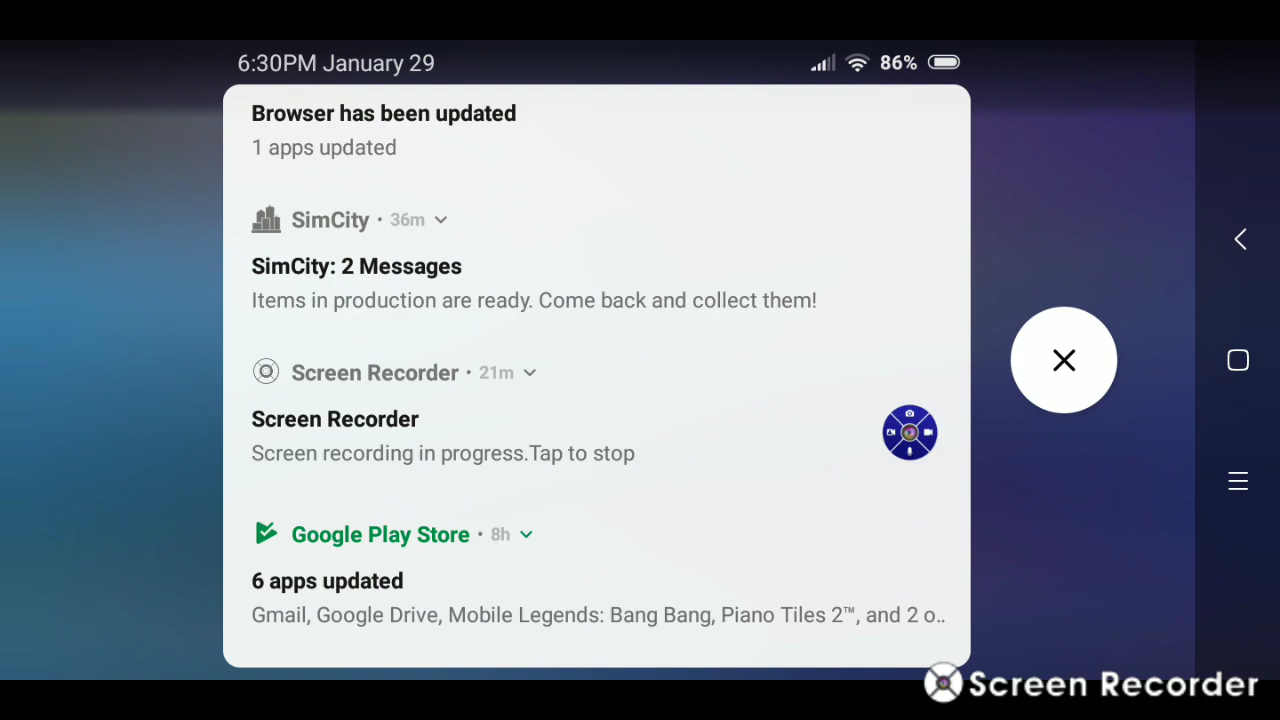 6:30PM January 29
86%
Browser has been updated
1 apps updated
SimCity • 36m
SimCity: 2 Messages
Items in production are ready. Come back and collect them!
Screen Recorder • 21m
Screen Recorder
Screen recording in progress.Tap to stop
Google Play Store • 8h
6 apps updated
Gmail, Google Drive, Mobile Legends: Bang Bang, Piano Tiles 2™, and 2 o..
Screen Recorder